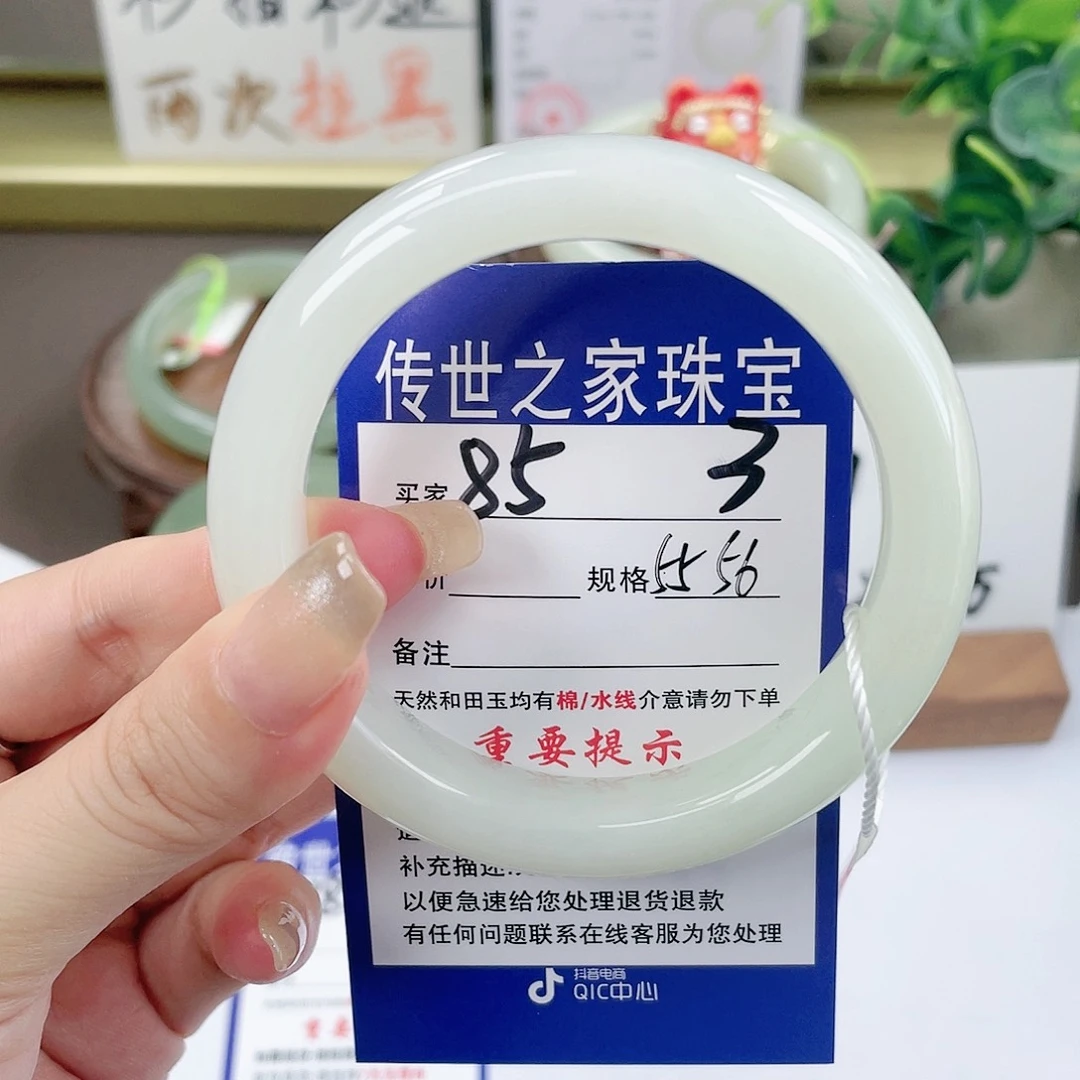 两次拉黑
传世之家珠宝
买家 85 3
价 规格 55 56
备注
天然和田玉均有棉/水线介意请勿下单
重要提示
补充描述
以便急速给您处理退货退款
有任何问题联系在线客服为您处理
抖音电商
QIC中心